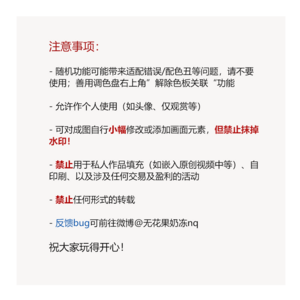 注意事项：
- 随机功能可能带来适配错误/配色丑等问题，请不要
使用；善用调色盘右上角”解除色板关联“功能
- 允许作个人使用（如头像、仅观赏等）
- 可对成图自行小幅修改或添加画面元素，但禁止抹掉
水印！
- 禁止用于私人作品填充（如嵌入原创视频中等）、自
印刷、以及涉及任何交易及盈利的活动
- 禁止任何形式的转载
- 反馈bug可前往微博@无花果奶冻nq
祝大家玩得开心！